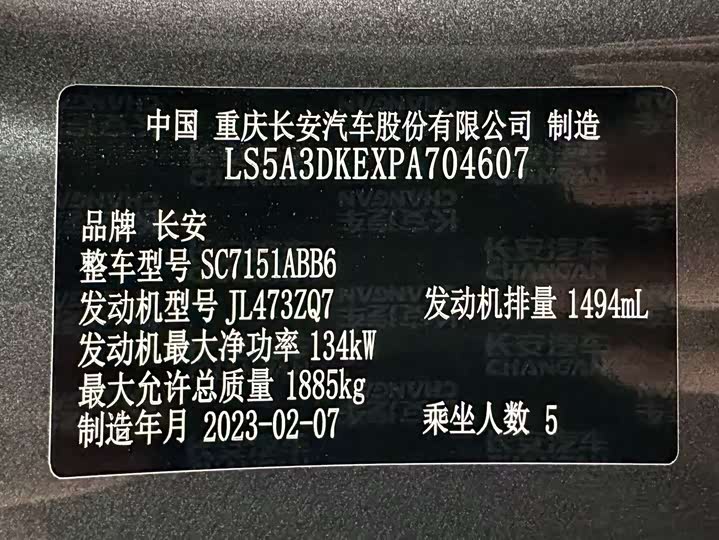 中国 重庆长安汽车股份有限公司 制造
LS5A3DKEXPA704607
品牌 长安
整车型号 SC7151ABB6
发动机型号 JL473ZQ7 发动机排量 1494mL
发动机最大净功率 134kW
最大允许总质量 1885kg
制造年月 2023-02-07 乘坐人数 5